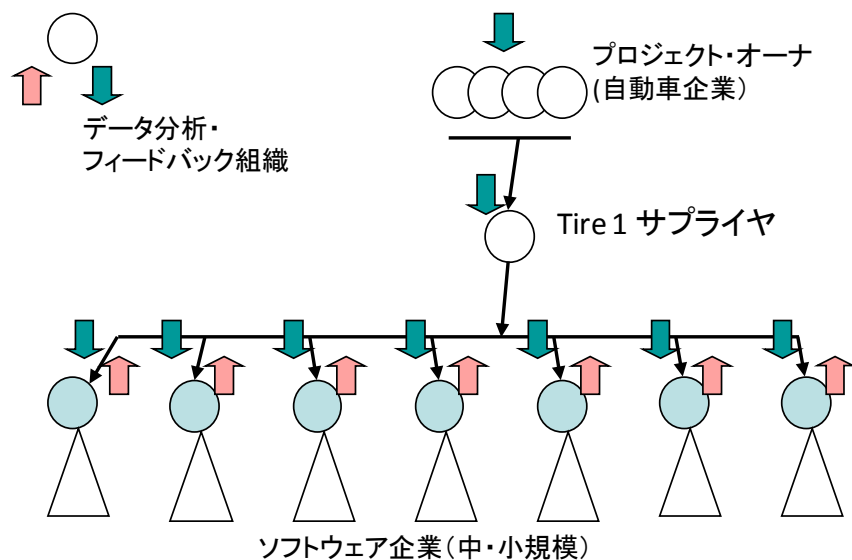 プロジェクト・オーナ
(自動車企業）
データ分析・
フィードバック組織
Tire 1 サプライヤ
ソフトウェア企業（中・小規模）